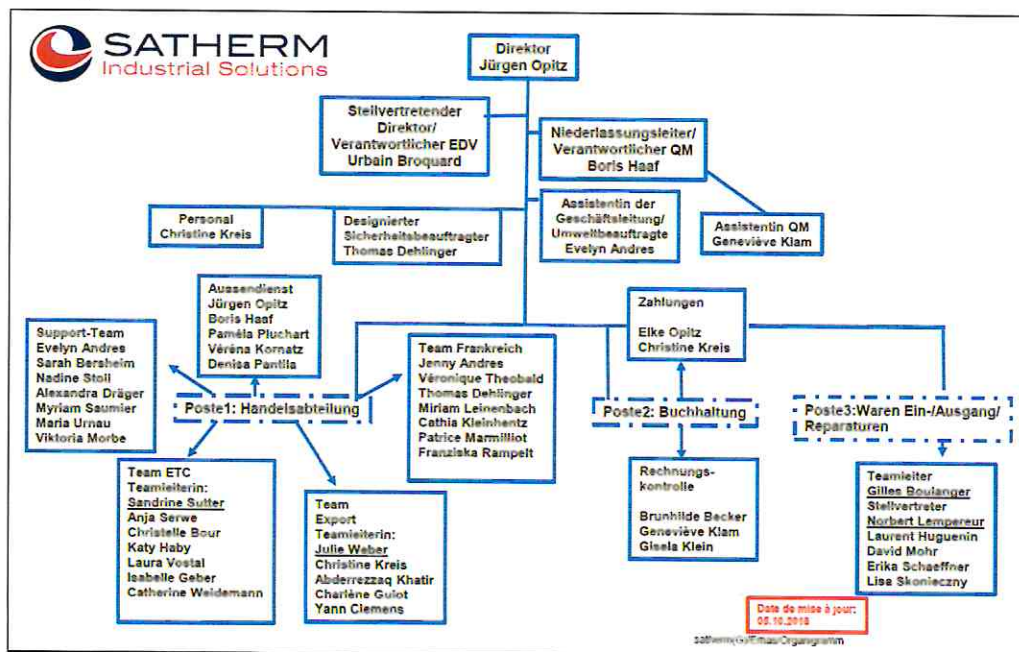 SATHERM
Industrial Solutions
Direktor
Jürgen Opitz
Stellvertretender
Direktor/
Verantwortlicher EDV
Urbain Broquard
Niederlassungsleiter/
Verantwortlicher QM
Boris Haaf
Personal
Christine Kreis
Designierter
Sicherheitsbeauftragter
Thomas Dehlinger
Assistentin der
Geschäftsleitung/
Umweltbeauftragte
Evelyn Andres
Assistentin QM
Geneviève Klam
Aussendienst
Jürgen Opitz
Boris Haaf
Paméla Pluchart
Véréna Kornatz
Denisa Pantila
Zahlungen
Elke Opitz
Christine Kreis
Support-Team
Evelyn Andres
Sarah Bersheim
Nadine Stoll
Alexandra Dräger
Myriam Saumier
Maria Urnau
Viktoria Morbe
Team Frankreich
Jenny Andres
Véronique Theobald
Thomas Dehlinger
Miriam Leinenbach
Cathia Kleinhentz
Patrice Marmilliot
Franziska Rampelt
Poste1: Handelsabteilung
Poste2: Buchhaltung
Poste3:Waren Ein-/Ausgang/
Reparaturen
Team ETC
Teamleiterin:
Sandrine Sutter
Anja Serwe
Christelle Bour
Katy Haby
Laura Vostal
Isabelle Geber
Catherine Weidemann
Team
Export
Teamleiterin:
Julie Weber
Christine Kreis
Abderrezzaq Khatir
Charlène Guiot
Yann Clemens
Rechnungs-
kontrolle
Brunhilde Becker
Geneviève Klam
Gisela Klein
Teamleiter
Gilles Boulanger
Stellvertreter
Norbert Lempereur
Laurent Huguenin
David Mohr
Erika Schaeffner
Lisa Skonieczny
Date de mise à jour:
05.10.2018
satherm(G)/Emas/Organigramm